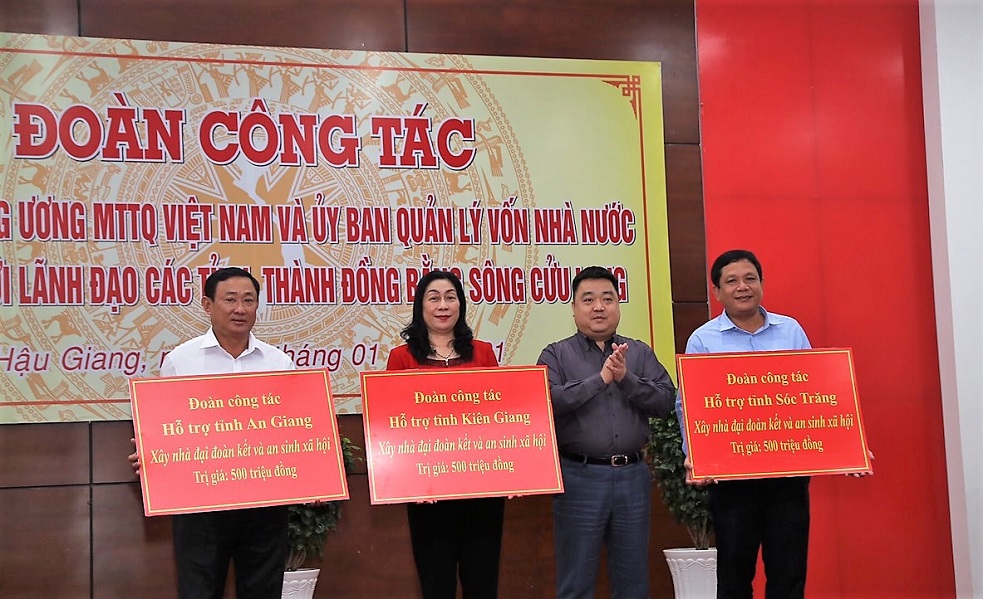 ĐOÀN CÔNG TÁC
ƯƠNG MTTQ VIỆT NAM VÀ ỦY BAN QUẢN LÝ VỐN NHÀ NƯỚC
LÃNH ĐẠO CÁC THÀNH ĐỒNG SÔNG CỬU
Hậu Giang, tháng 01
Đoàn công tác
Hỗ trợ tỉnh An Giang
Xây nhà đại đoàn kết và an sinh xã hội
Trị giá: 500 triệu đồng
Đoàn công tác
Hỗ trợ tỉnh Kiên Giang
Xây nhà đại đoàn kết và an sinh xã hội
Trị giá: 500 triệu đồng
Đoàn công tác
Hỗ trợ tỉnh Sóc Trăng
Xây nhà đại đoàn kết và an sinh xã hội
Trị giá: 500 triệu đồng